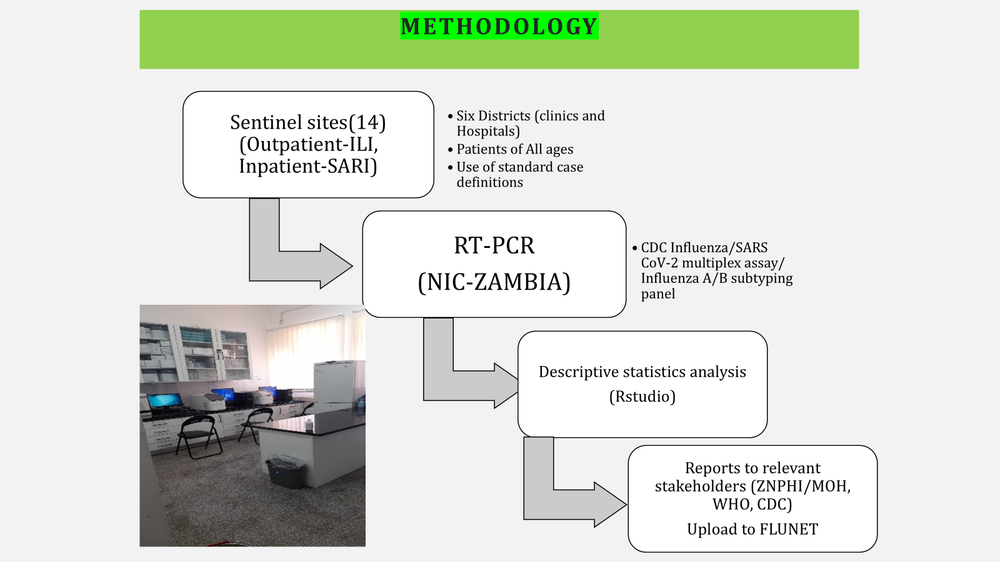 METHODOLOGY
Sentinel sites(14)
(Outpatient-ILI,
Inpatient-SARI)
• Six Districts (clinics and
Hospitals)
• Patients of All ages
• Use of standard case
definitions
RT-PCR
(NIC-ZAMBIA)
• CDC Influenza/SARS
CoV-2 multiplex assay/
Influenza A/B subtyping
panel
Descriptive statistics analysis
(Rstudio)
Reports to relevant
stakeholders (ZNPHI/MOH,
WHO, CDC)
Upload to FLUNET